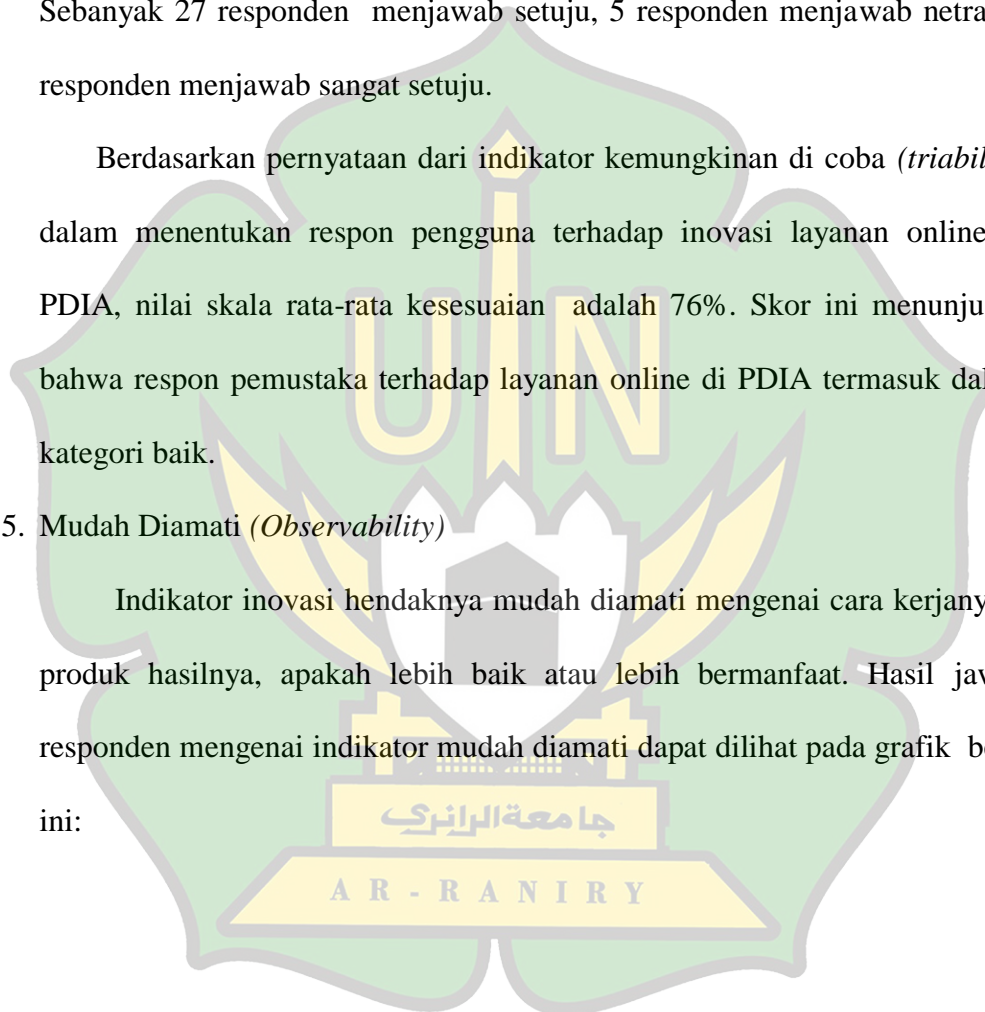 Sebanyak 27 responden menjawab setuju, 5 responden menjawab netra
responden menjawab sangat setuju.
Berdasarkan pernyataan dari indikator kemungkinan di coba (triabil
dalam menentukan respon pengguna terhadap inovasi layanan online
PDIA, nilai skala rata-rata kesesuaian adalah 76%. Skor ini menunju
bahwa respon pemustaka terhadap layanan online di PDIA termasuk dal
kategori baik.
5. Mudah Diamati (Observability)
Indikator inovasi hendaknya mudah diamati mengenai cara kerjany
produk hasilnya, apakah lebih baik atau lebih bermanfaat. Hasil jaw
responden mengenai indikator mudah diamati dapat dilihat pada grafik be
ini:
UIN
جامعة الرانري
AR-RANIRY